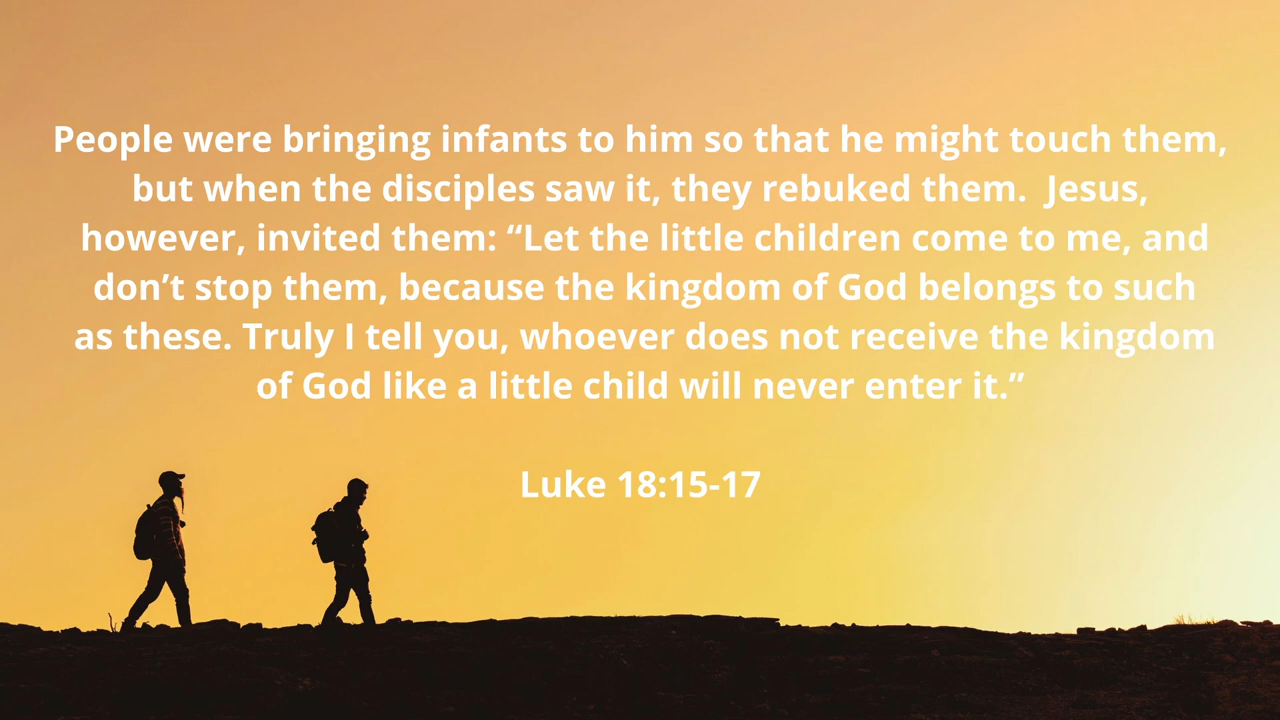 People were bringing infants to him so that he might touch them,
but when the disciples saw it, they rebuked them.  Jesus,
however, invited them: “Let the little children come to me, and
don’t stop them, because the kingdom of God belongs to such
as these. Truly I tell you, whoever does not receive the kingdom
of God like a little child will never enter it.”
Luke 18:15-17